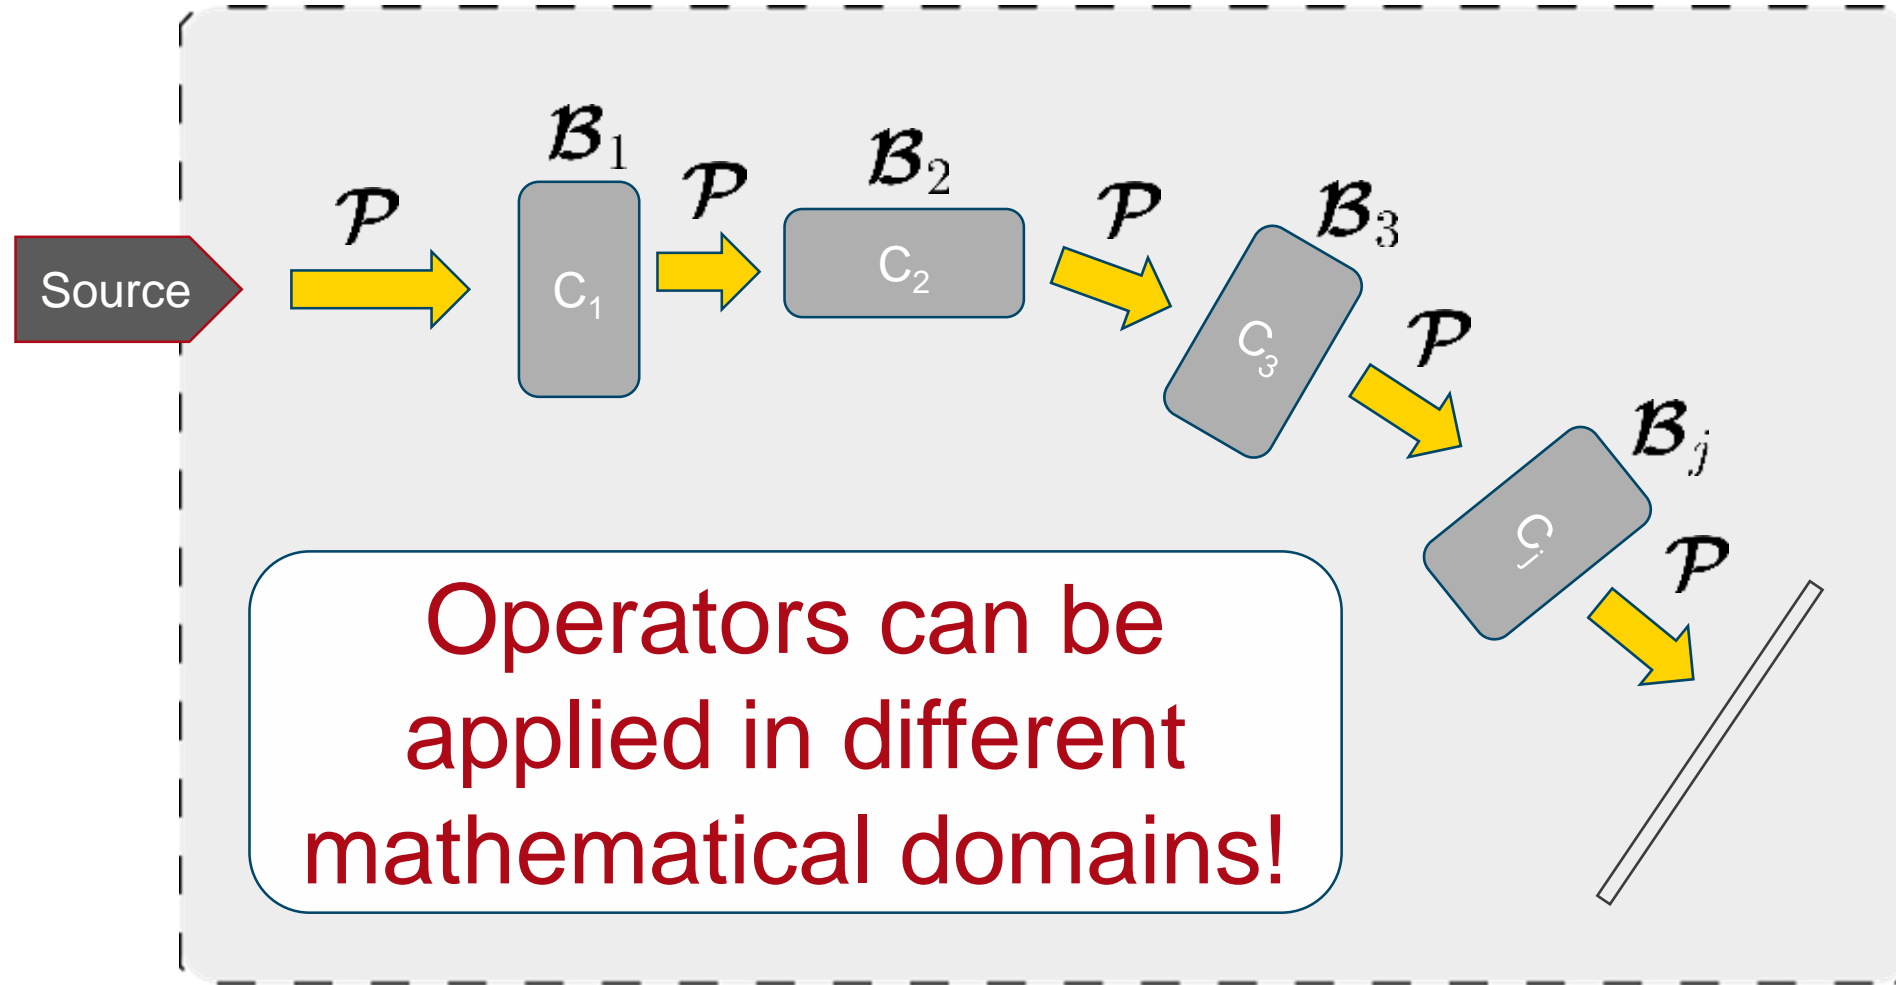 𝓑₁
𝓟
𝓑₂
𝓟
𝓟
𝓑₃
Source
C₁
C₂
C₃
𝓟
𝓑ⱼ
Cⱼ
𝓟
Operators can be
applied in different
mathematical domains!